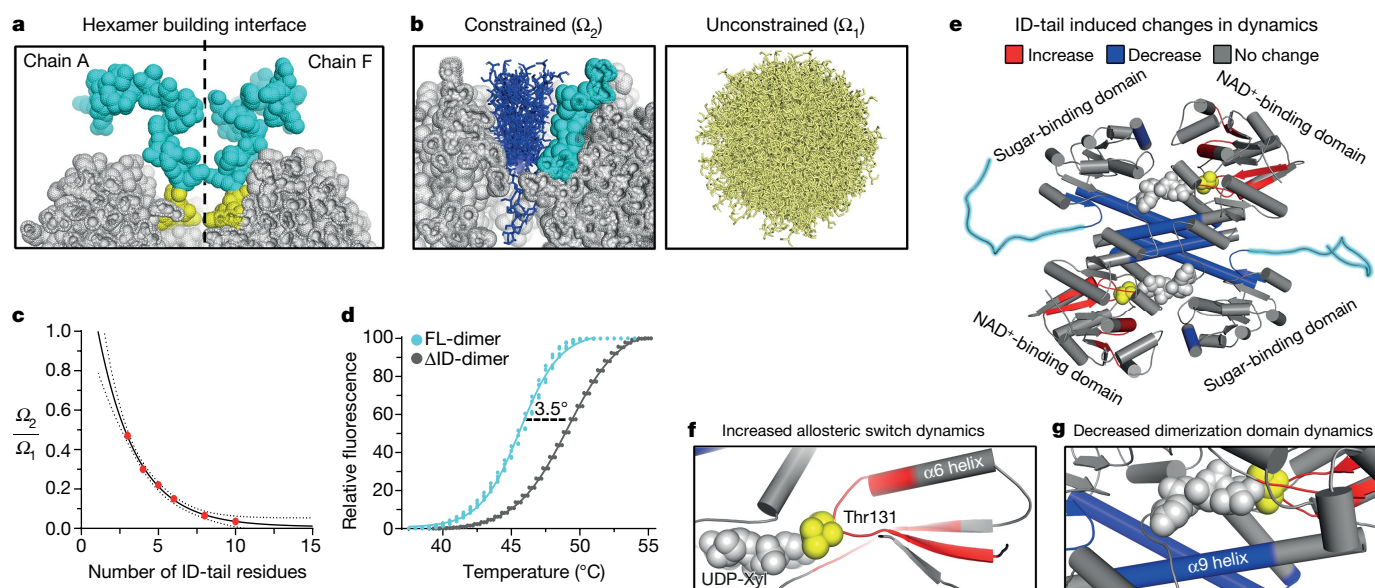 a Hexamer building interface
Chain A
Chain F
b Constrained (Ω2) Unconstrained (Ω1)
c
1.0
0.8
0.6
0.4
0.2
0.0
Ω2
Ω1
0 5 10 15
Number of ID-tail residues
d
100
80
60
40
20
0
Relative fluorescence
FL-dimer
ΔID-dimer
3.5°
40 45 50 55
Temperature (°C)
e ID-tail induced changes in dynamics
Increase Decrease No change
Sugar-binding domain
NAD+-binding domain
NAD+-binding domain
Sugar-binding domain
f Increased allosteric switch dynamics
α6 helix
Thr131
UDP-Xyl
g Decreased dimerization domain dynamics
α9 helix